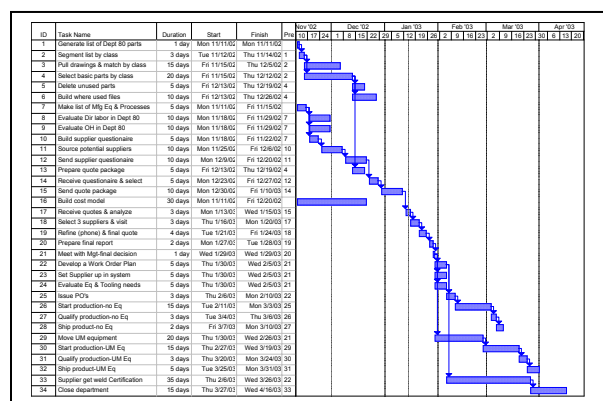 Nov '02 Dec '02 Jan '03 Feb '03 Mar '03 Apr '03
ID Task Name Duration Start Finish Pre 10 17 24 1 8 15 22 29 5 12 19 26 2 9 16 23 2 9 16 23 30 6 13 20
1 Generate list of Dept 80 parts 1 day Mon 11/11/02 Mon 11/11/02
2 Segment list by class 3 days Tue 11/12/02 Thu 11/14/02 1
3 Pull drawings & match by class 15 days Fri 11/15/02 Thu 12/5/02 2
4 Select basic parts by class 20 days Fri 11/15/02 Thu 12/12/02 2
5 Delete unused parts 5 days Fri 12/13/02 Thu 12/19/02 4
6 Build where used files 10 days Fri 12/13/02 Thu 12/26/02 4
7 Make list of Mfg Eq & Processes 5 days Mon 11/11/02 Fri 11/15/02
8 Evaluate Dir labor in Dept 80 10 days Mon 11/18/02 Fri 11/29/02 7
9 Evaluate OH in Dept 80 10 days Mon 11/18/02 Fri 11/29/02 7
10 Build supplier questionaire 5 days Mon 11/18/02 Fri 11/22/02 7
11 Source potential suppliers 10 days Mon 11/25/02 Fri 12/6/02 10
12 Send supplier questionaire 10 days Mon 12/9/02 Fri 12/20/02 11
13 Prepare quote package 5 days Fri 12/13/02 Thu 12/19/02 4
14 Receive questionaire & select 5 days Mon 12/23/02 Fri 12/27/02 12
15 Send quote package 10 days Mon 12/30/02 Fri 1/10/03 14
16 Build cost model 30 days Mon 11/11/02 Fri 12/20/02
17 Receive quotes & analyze 3 days Mon 1/13/03 Wed 1/15/03 15
18 Select 3 suppliers & visit 3 days Thu 1/16/03 Mon 1/20/03 17
19 Refine (phone) & final quote 4 days Tue 1/21/03 Fri 1/24/03 18
20 Prepare final report 2 days Mon 1/27/03 Tue 1/28/03 19
21 Meet with Mgt-final decision 1 day Wed 1/29/03 Wed 1/29/03 20
22 Develop a Work Order Plan 5 days Thu 1/30/03 Wed 2/5/03 21
23 Set Supplier up in system 5 days Thu 1/30/03 Wed 2/5/03 21
24 Evaluate Eq & Tooling needs 5 days Thu 1/30/03 Wed 2/5/03 21
25 Issue PO's 3 days Thu 2/6/03 Mon 2/10/03 22
26 Start production-no Eq 15 days Tue 2/11/03 Mon 3/3/03 25
27 Qualify production-no Eq 3 days Tue 3/4/03 Thu 3/6/03 26
28 Ship product-no Eq 2 days Fri 3/7/03 Mon 3/10/03 27
29 Move UM equipment 20 days Thu 1/30/03 Wed 2/26/03 21
30 Start production-UM Eq 15 days Thu 2/27/03 Wed 3/19/03 29
31 Qualify production-UM Eq 3 days Thu 3/20/03 Mon 3/24/03 30
32 Ship product-UM Eq 5 days Tue 3/25/03 Mon 3/31/03 31
33 Supplier get weld Certification 35 days Thu 2/6/03 Wed 3/26/03 22
34 Close department 15 days Thu 3/27/03 Wed 4/16/03 33